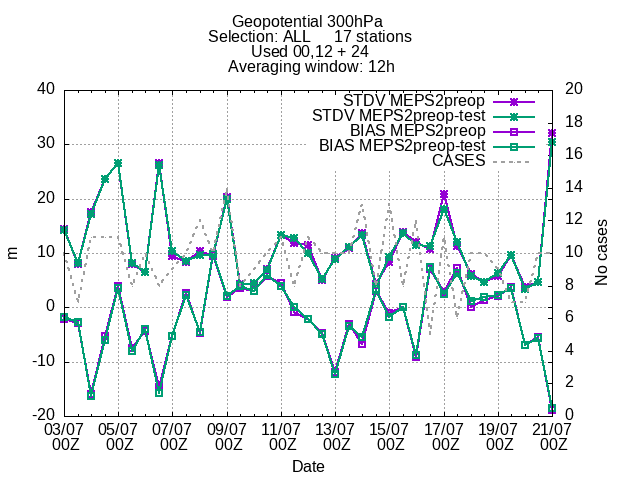 Geopotential 300hPa
Selection: ALL 17 stations
Used 00,12 + 24
Averaging window: 12h
STDV MEPS2preop
STDV MEPS2preop-test
BIAS MEPS2preop
BIAS MEPS2preop-test
CASES
40
30
20
10
0
-10
-20
m
20
18
16
14
12
10
8
6
4
2
0
No cases
03/07 05/07 07/07 09/07 11/07 13/07 15/07 17/07 19/07 21/07
00Z 00Z 00Z 00Z 00Z 00Z 00Z 00Z 00Z 00Z
Date